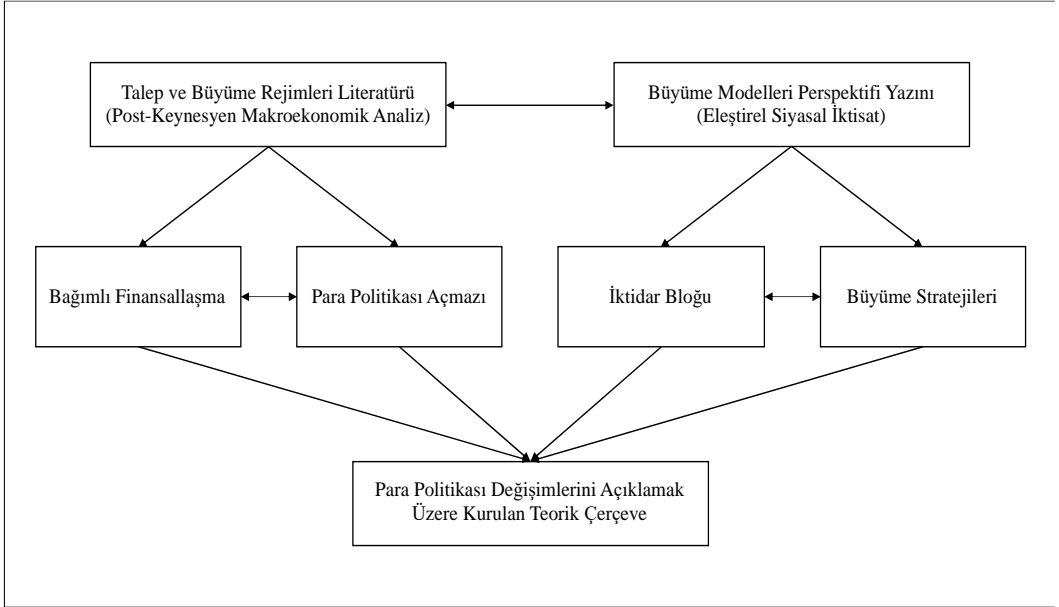 Talep ve Büyüme Rejimleri Literatürü
(Post-Keynesyen Makroekonomik Analiz)
Büyüme Modelleri Perspektifi Yazını
(Eleştirel Siyasal İktisat)
Bağımlı Finansallaşma
Para Politikası Açmazı
İktidar Bloğu
Büyüme Stratejileri
Para Politikası Değişimlerini Açıklamak
Üzere Kurulan Teorik Çerçeve